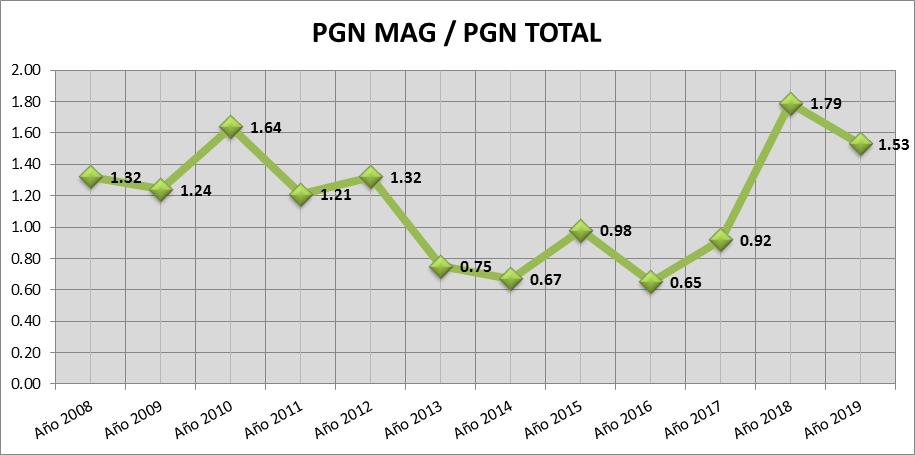 PGN MAG / PGN TOTAL
2.00
1.80
1.60
1.40
1.20
1.00
0.80
0.60
0.40
0.20
0.00
1.32
1.24
1.64
1.21
1.32
0.75
0.67
0.98
0.65
0.92
1.79
1.53
Año 2008
Año 2009
Año 2010
Año 2011
Año 2012
Año 2013
Año 2014
Año 2015
Año 2016
Año 2017
Año 2018
Año 2019